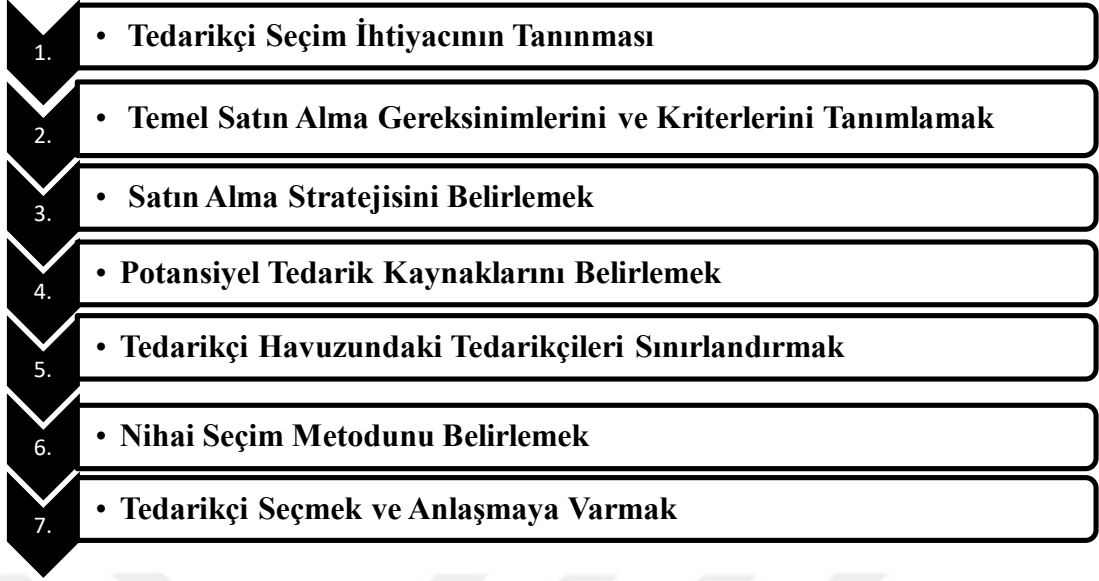 1. • Tedarikçi Seçim İhtiyacının Tanınması
2. • Temel Satın Alma Gereksinimlerini ve Kriterlerini Tanımlamak
3. • Satın Alma Stratejisini Belirlemek
4. • Potansiyel Tedarik Kaynaklarını Belirlemek
5. • Tedarikçi Havuzundaki Tedarikçileri Sınırlandırmak
6. • Nihai Seçim Metodunu Belirlemek
7. • Tedarikçi Seçmek ve Anlaşmaya Varmak